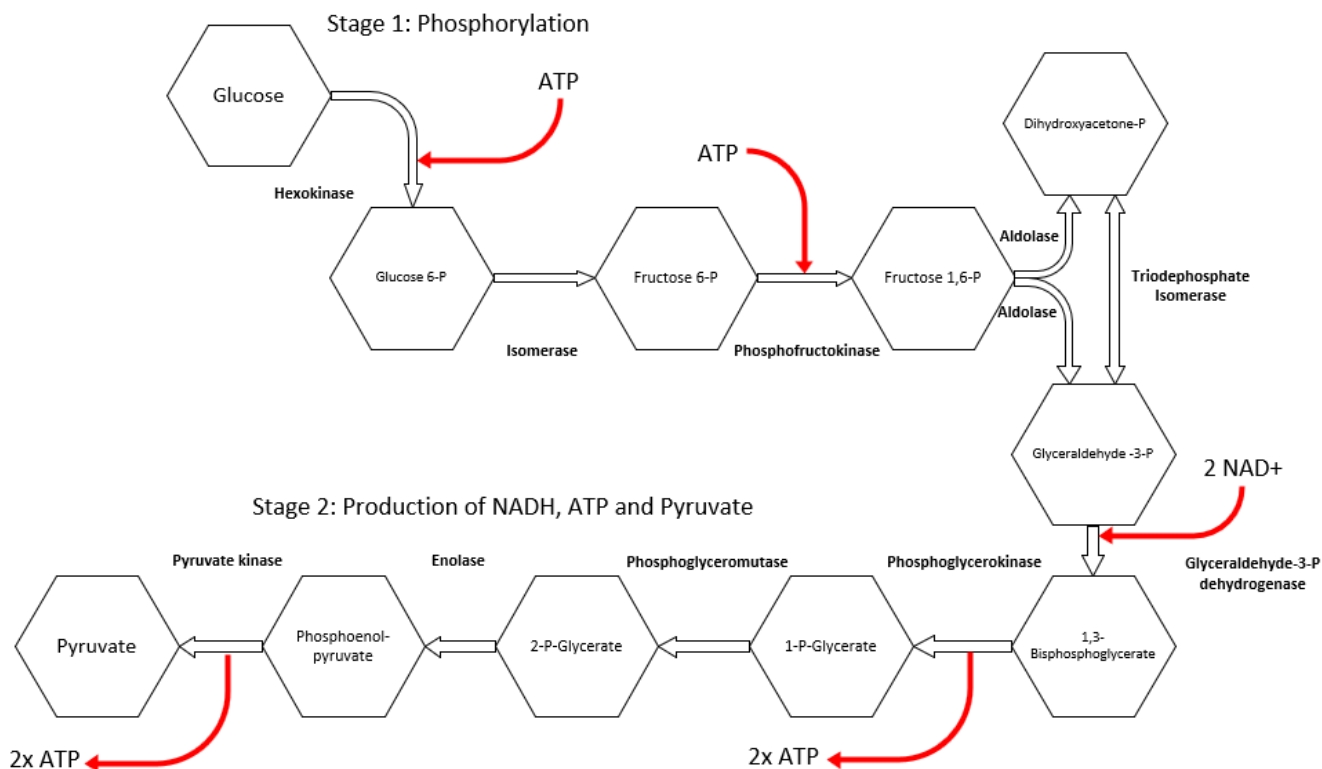 Stage 1: Phosphorylation
Glucose
ATP
Hexokinase
Glucose 6-P
Isomerase
Fructose 6-P
ATP
Phosphofructokinase
Fructose 1,6-P
Aldolase
Aldolase
Dihydroxyacetone-P
Triodephosphate
Isomerase
Glyceraldehyde -3-P
2 NAD+
Glyceraldehyde-3-P
dehydrogenase
Stage 2: Production of NADH, ATP and Pyruvate
1,3-
Bisphosphoglycerate
Phosphoglycerokinase
2x ATP
1-P-Glycerate
Phosphoglyceromutase
2-P-Glycerate
Enolase
Phosphoenol-
pyruvate
Pyruvate kinase
2x ATP
Pyruvate